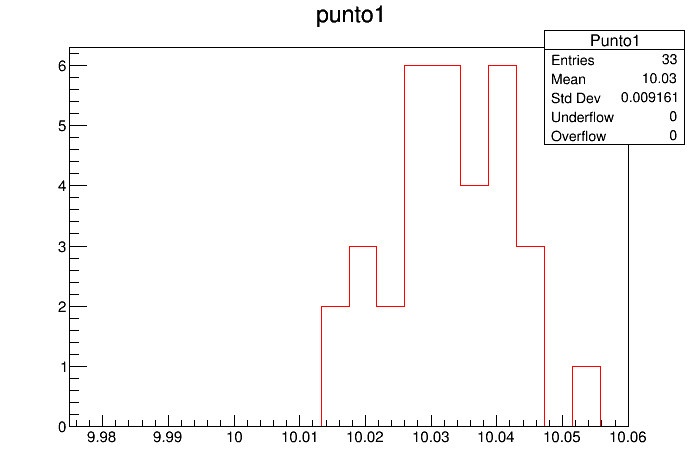 punto1
Punto1
Entries 33
Mean 10.03
Std Dev 0.009161
Underflow 0
Overflow 0
6
5
4
3
2
1
0
9.98 9.99 10 10.01 10.02 10.03 10.04 10.05 10.06